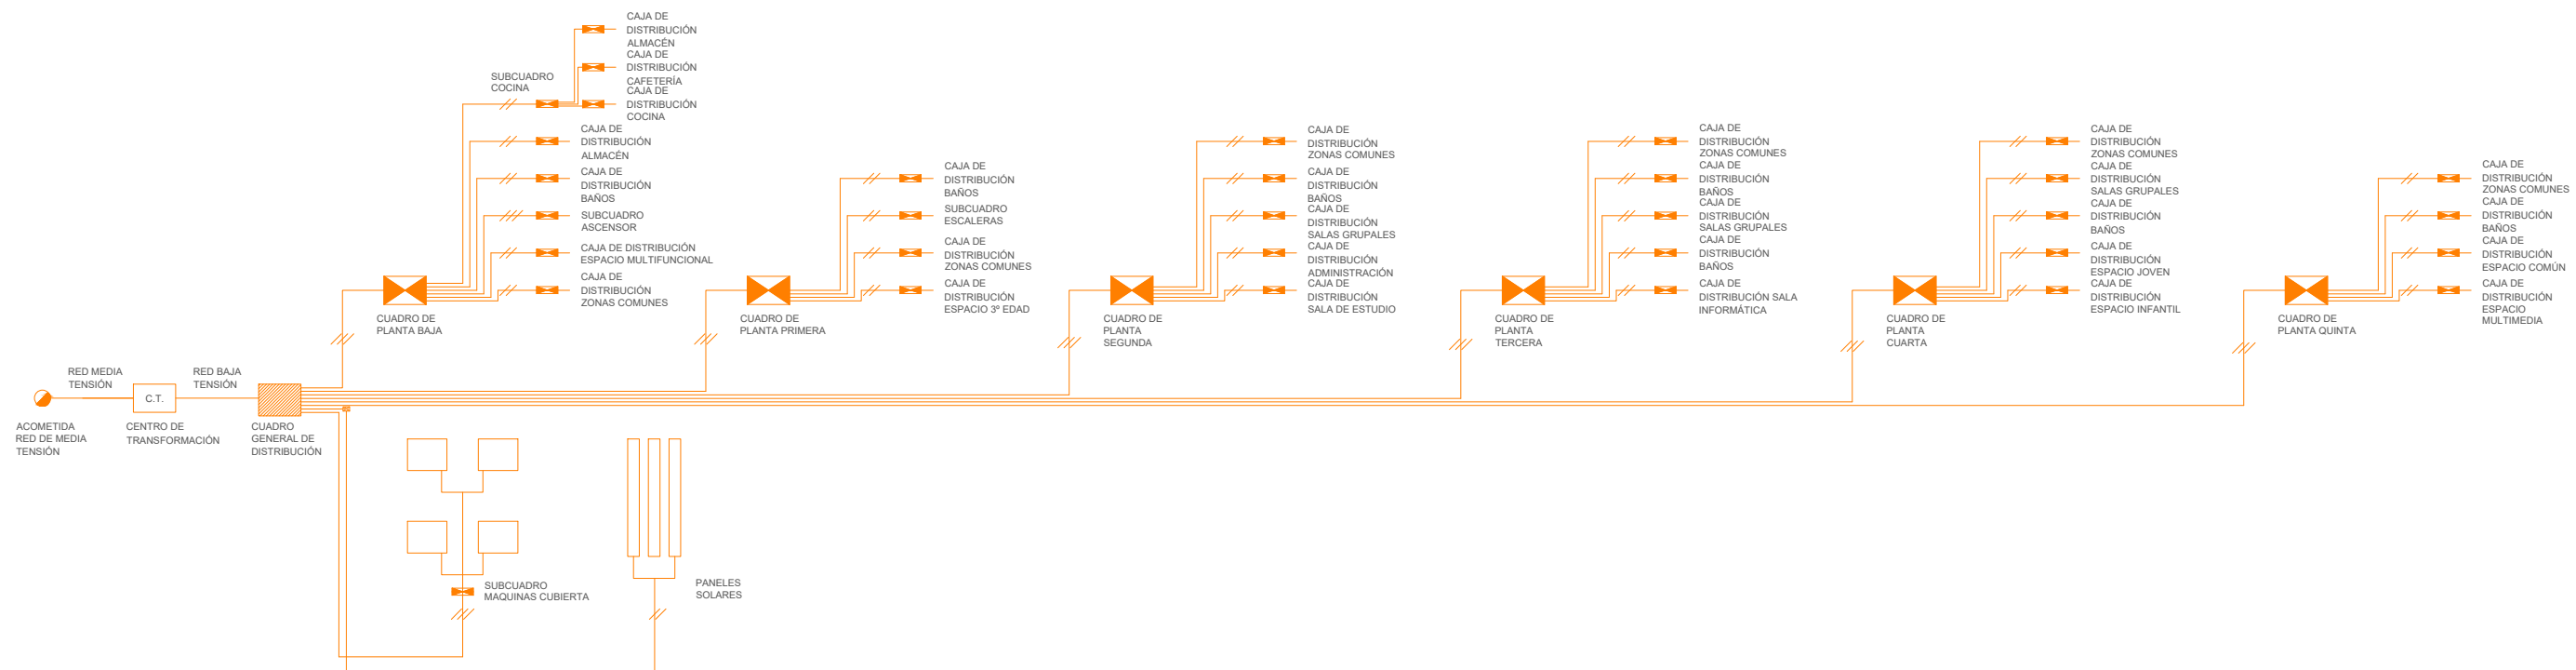 CAJA DE
DISTRIBUCIÓN
ALMACÉN
CAJA DE
DISTRIBUCIÓN
CAFETERÍA
SUBCUADRO
COCINA
CAJA DE
DISTRIBUCIÓN
COCINA
CAJA DE
DISTRIBUCIÓN
ALMACÉN
CAJA DE
DISTRIBUCIÓN
BAÑOS
SUBCUADRO
ASCENSOR
CAJA DE DISTRIBUCIÓN
ESPACIO MULTIFUNCIONAL
CAJA DE
DISTRIBUCIÓN
ZONAS COMUNES
CUADRO DE
PLANTA BAJA
CAJA DE
DISTRIBUCIÓN
BAÑOS
SUBCUADRO
ESCALERAS
CAJA DE
DISTRIBUCIÓN
ZONAS COMUNES
CAJA DE
DISTRIBUCIÓN
ESPACIO 3º EDAD
CUADRO DE
PLANTA PRIMERA
CAJA DE
DISTRIBUCIÓN
ZONAS COMUNES
CAJA DE
DISTRIBUCIÓN
BAÑOS
CAJA DE
DISTRIBUCIÓN
SALAS GRUPALES
CAJA DE
DISTRIBUCIÓN
ADMINISTRACIÓN
CAJA DE
DISTRIBUCIÓN
SALA DE ESTUDIO
CUADRO DE
PLANTA
SEGUNDA
CAJA DE
DISTRIBUCIÓN
ZONAS COMUNES
CAJA DE
DISTRIBUCIÓN
BAÑOS
CAJA DE
DISTRIBUCIÓN
SALAS GRUPALES
CAJA DE
DISTRIBUCIÓN
BAÑOS
CAJA DE
DISTRIBUCIÓN SALA
INFORMÁTICA
CUADRO DE
PLANTA
TERCERA
CAJA DE
DISTRIBUCIÓN
ZONAS COMUNES
CAJA DE
DISTRIBUCIÓN
SALAS GRUPALES
CAJA DE
DISTRIBUCIÓN
BAÑOS
CAJA DE
DISTRIBUCIÓN
ESPACIO JOVEN
CAJA DE
DISTRIBUCIÓN
ESPACIO INFANTIL
CUADRO DE
PLANTA
CUARTA
CAJA DE
DISTRIBUCIÓN
ZONAS COMUNES
CAJA DE
DISTRIBUCIÓN
BAÑOS
CAJA DE
DISTRIBUCIÓN
ESPACIO COMÚN
CAJA DE
DISTRIBUCIÓN
ESPACIO
MULTIMEDIA
CUADRO DE
PLANTA QUINTA
RED MEDIA
TENSIÓN
RED BAJA
TENSIÓN
C.T.
ACOMETIDA
RED DE MEDIA
TENSIÓN
CENTRO DE
TRANSFORMACIÓN
CUADRO
GENERAL DE
DISTRIBUCIÓN
SUBCUADRO
MAQUINAS CUBIERTA
PANELES
SOLARES